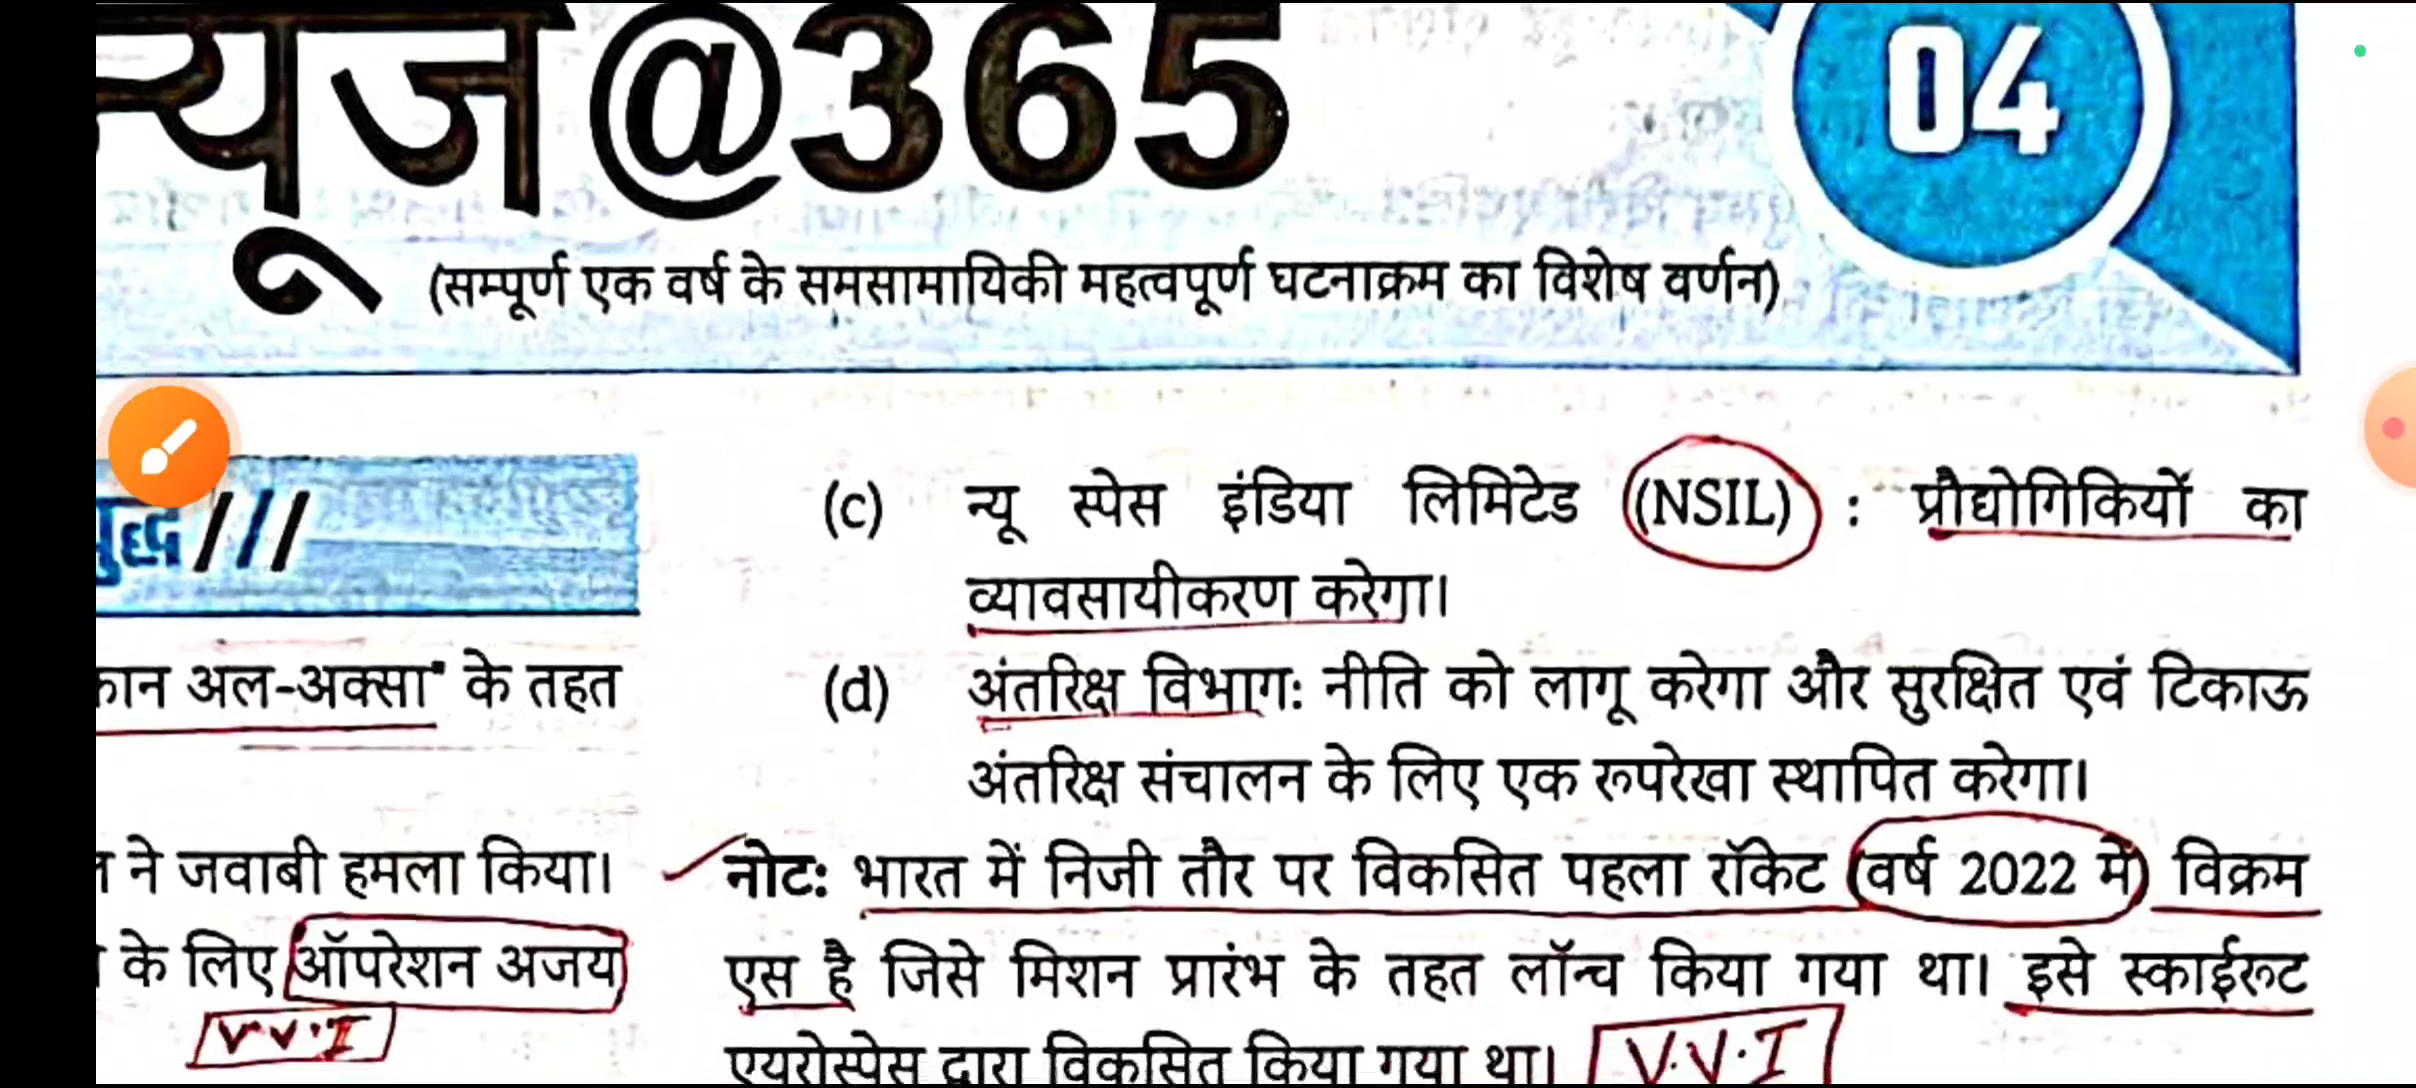 न्यूज@365
04
(सम्पूर्ण एक वर्ष के समसामायिकी महत्वपूर्ण घटनाक्रम का विशेष वर्णन)
अल-अक्सा" के तहत
ने जवाबी हमला किया।
के लिए ऑपरेशन अजय
V.V.I
(c) न्यू स्पेस इंडिया लिमिटेड (NSIL) : प्रौद्योगिकियों का
व्यावसायीकरण करेगा।
(d) अंतरिक्ष विभाग: नीति को लागू करेगा और सुरक्षित एवं टिकाऊ
अंतरिक्ष संचालन के लिए एक रूपरेखा स्थापित करेगा।
नोट: भारत में निजी तौर पर विकसित पहला रॉकेट (वर्ष 2022 में) विक्रम
एस है जिसे मिशन प्रारंभ के तहत लॉन्च किया गया था। इसे स्काईरूट
एयरोस्पेस द्वारा विकसित किया गया था।
V.V.I